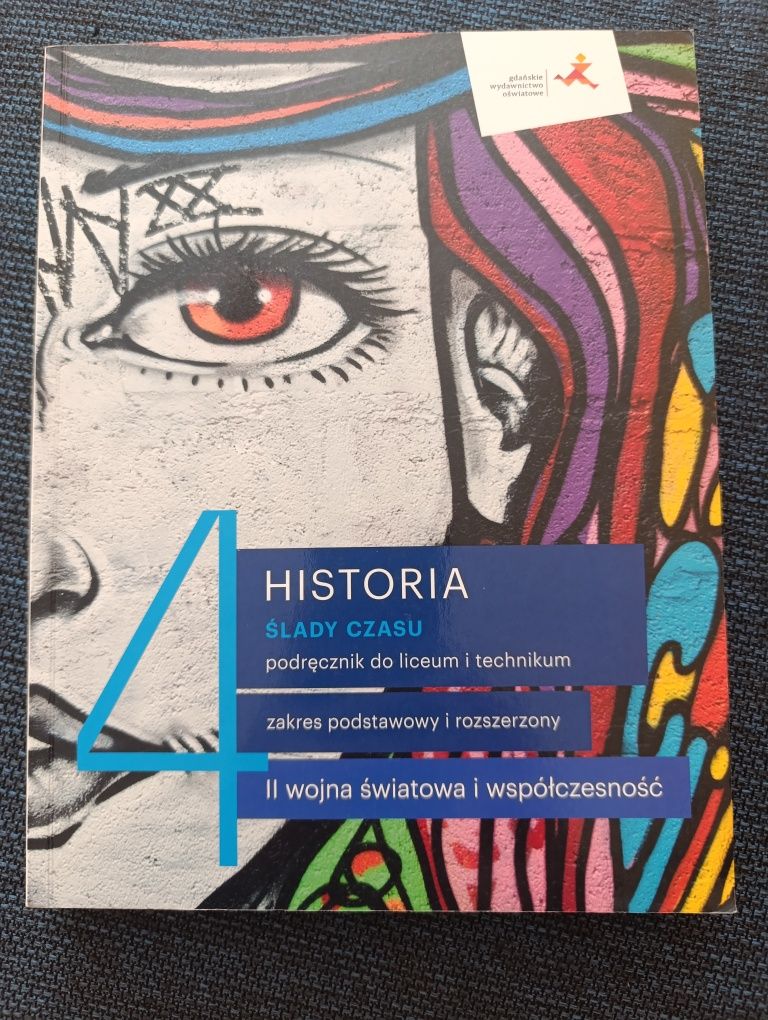 gdańskie
wydawnictwo
oświatowe
4
HISTORIA
ŚLADY CZASU
podręcznik do liceum i technikum
zakres podstawowy i rozszerzony
II wojna światowa i współczesność